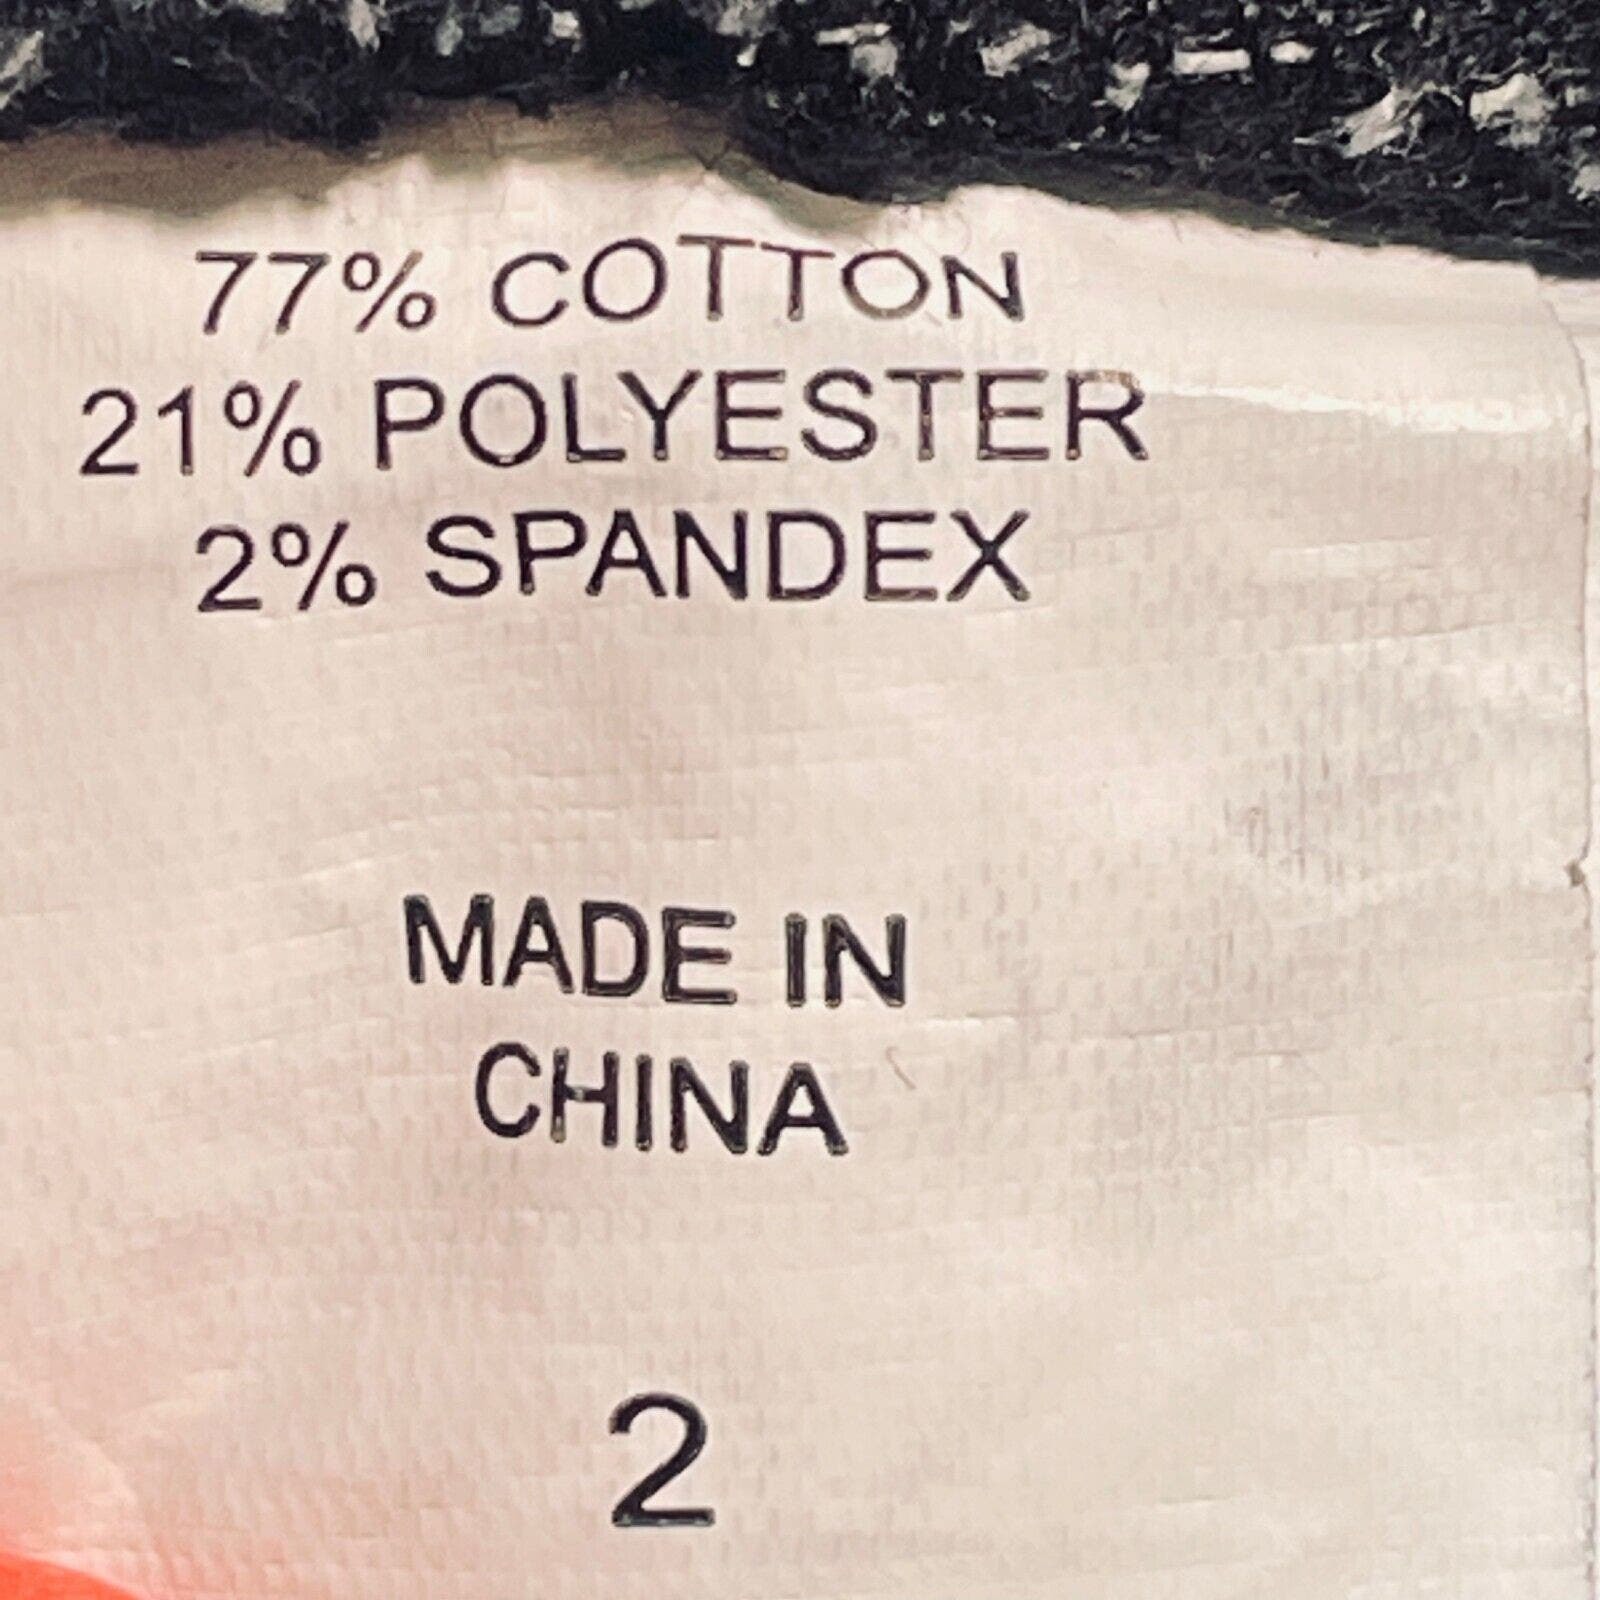 77% COTTON
21% POLYESTER
2% SPANDEX
MADE IN
CHINA
2